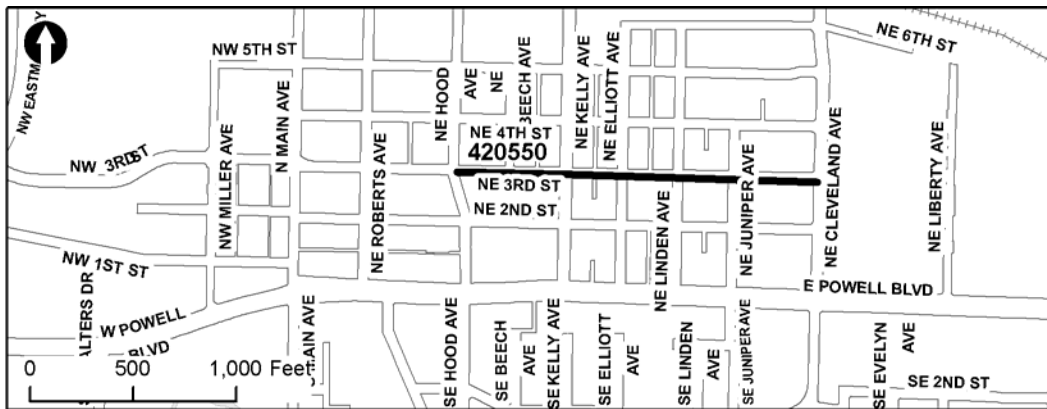 NE 6TH ST
NW 5TH ST
NW EASTM
NE HOOD
AVE
NE
BEECH AVE
NE KELLY AVE
NE ELLIOTT AVE
N MAIN AVE
NW MILLER AVE
NE 4TH ST
420550
NW 3RD ST
NE ROBERTS AVE
NE 3RD ST
NE 2ND ST
NE LINDEN AVE
NE JUNIPER AVE
NE CLEVELAND AVE
NE LIBERTY AVE
NW 1ST ST
E POWELL BLVD
ALTERS DR
W POWELL
BLVD
MAIN AVE
SE HOOD AVE
SE BEECH
AVE
SE KELLY AVE
SE ELLIOTT
AVE
SE LINDEN
AVE
SE JUNIPER AVE
SE EVELYN
AVE
SE 2ND ST
0 500 1,000 Feet